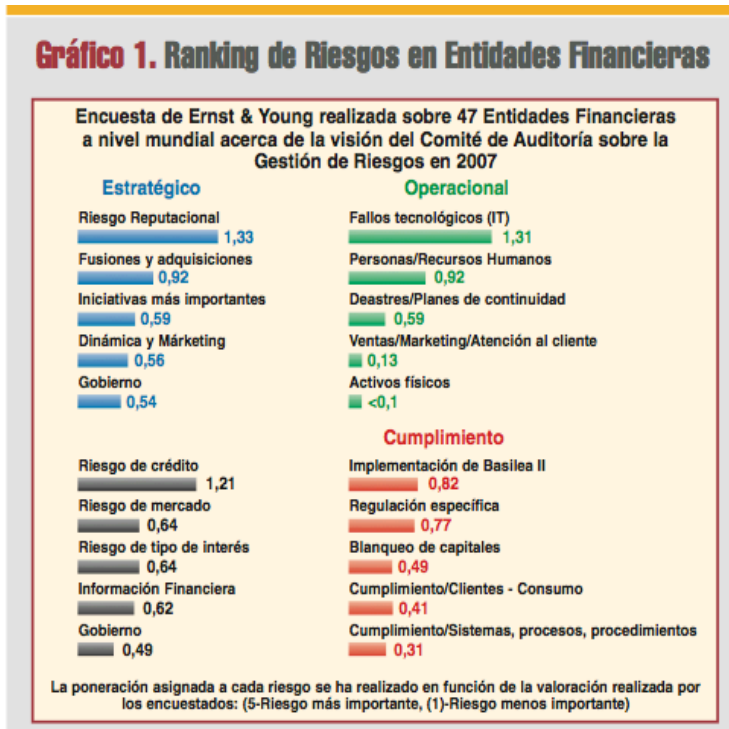 Gráfico 1. Ranking de Riesgos en Entidades Financieras
Encuesta de Ernst & Young realizada sobre 47 Entidades Financieras
a nivel mundial acerca de la visión del Comité de Auditoría sobre la
Gestión de Riesgos en 2007
Estratégico
Riesgo Reputacional
1,33
Fusiones y adquisiciones
0,92
Iniciativas más importantes
0,59
Dinámica y Márketing
0,56
Gobierno
0,54
Operacional
Fallos tecnológicos (IT)
1,31
Personas/Recursos Humanos
0,92
Deastres/Planes de continuidad
0,59
Ventas/Marketing/Atención al cliente
0,13
Activos físicos
<0,1
Riesgo de crédito
1,21
Riesgo de mercado
0,64
Riesgo de tipo de interés
0,64
Información Financiera
0,62
Gobierno
0,49
Cumplimiento
Implementación de Basilea II
0,82
Regulación específica
0,77
Blanqueo de capitales
0,49
Cumplimiento/Clientes - Consumo
0,41
Cumplimiento/Sistemas, procesos, procedimientos
0,31
La poneración asignada a cada riesgo se ha realizado en función de la valoración realizada por
los encuestados: (5-Riesgo más importante, (1)-Riesgo menos importante)